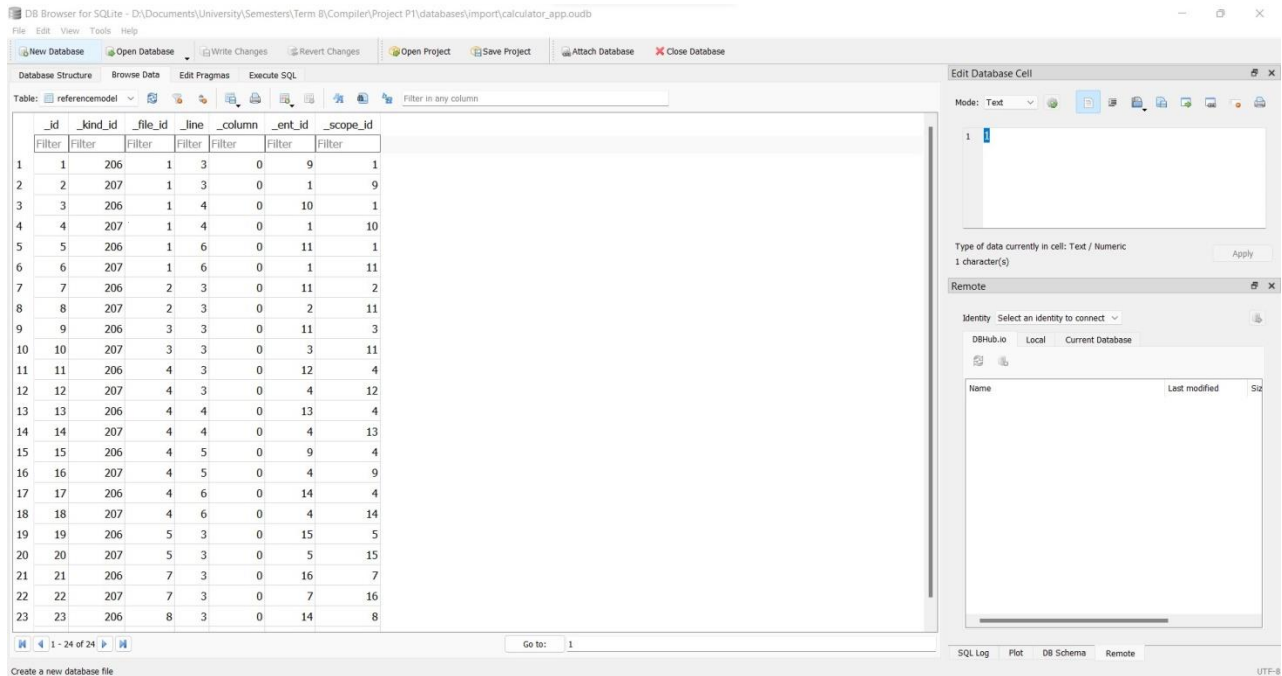 DB Browser for SQLite - D:\Documents\University\Semesters\Term 8\Compiler\Project P1\databases\import\calculator_app.oudb
File Edit View Tools Help
New Database Open Database Write Changes Revert Changes Open Project Save Project Attach Database Close Database
Database Structure Browse Data Edit Pragmas Execute SQL
Table: referencemodel Filter in any column
_id _kind_id _file_id _line _column _ent_id _scope_id
Filter Filter Filter Filter Filter Filter Filter
1 1 206 1 3 0 9 1
2 2 207 1 3 0 1 9
3 3 206 1 4 0 10 1
4 4 207 1 4 0 1 10
5 5 206 1 6 0 11 1
6 6 207 1 6 0 1 11
7 7 206 2 3 0 11 2
8 8 207 2 3 0 2 11
9 9 206 3 3 0 11 3
10 10 207 3 3 0 3 11
11 11 206 4 3 0 12 4
12 12 207 4 3 0 4 12
13 13 206 4 4 0 13 4
14 14 207 4 4 0 4 13
15 15 206 4 5 0 9 4
16 16 207 4 5 0 4 9
17 17 206 4 6 0 14 4
18 18 207 4 6 0 4 14
19 19 206 5 3 0 15 5
20 20 207 5 3 0 5 15
21 21 206 7 3 0 16 7
22 22 207 7 3 0 7 16
23 23 206 8 3 0 14 8
1 - 24 of 24 Go to: 1
Create a new database file
Edit Database Cell
Mode: Text
1 1
Type of data currently in cell: Text / Numeric
1 character(s)
Apply
Remote
Identity Select an identity to connect
DBHub.io Local Current Database
Name Last modified Siz
SQL Log Plot DB Schema Remote
UTF-8